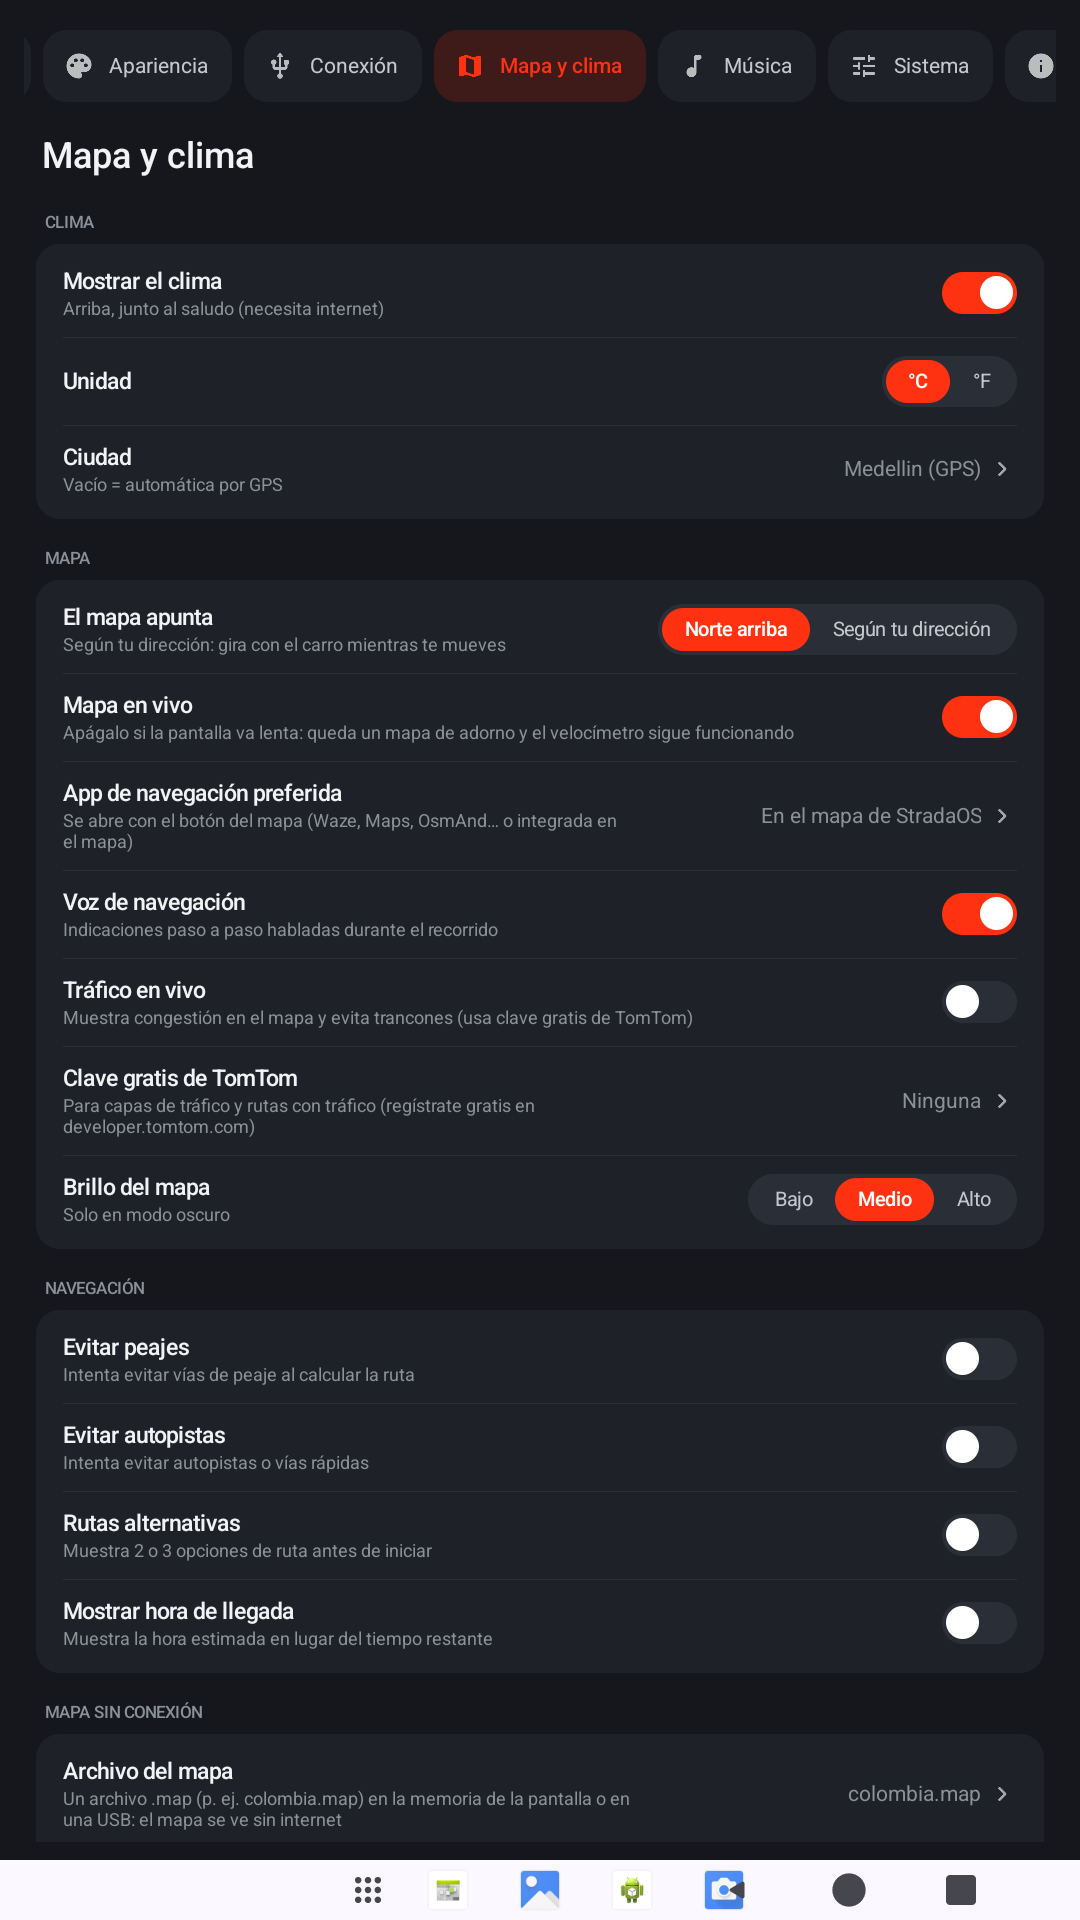 Apariencia
Conexión
Mapa y clima
Música
Sistema
Mapa y clima
CLIMA
Mostrar el clima
Arriba, junto al saludo (necesita internet)
Unidad
°C
°F
Ciudad
Vacío = automática por GPS
Medellin (GPS)
MAPA
El mapa apunta
Según tu dirección: gira con el carro mientras te mueves
Norte arriba
Según tu dirección
Mapa en vivo
Apágalo si la pantalla va lenta: queda un mapa de adorno y el velocímetro sigue funcionando
App de navegación preferida
Se abre con el botón del mapa (Waze, Maps, OsmAnd... o integrada en
el mapa)
En el mapa de StradaOS
Voz de navegación
Indicaciones paso a paso habladas durante el recorrido
Tráfico en vivo
Muestra congestión en el mapa y evita trancones (usa clave gratis de TomTom)
Clave gratis de TomTom
Para capas de tráfico y rutas con tráfico (regístrate gratis en
developer.tomtom.com)
Ninguna
Brillo del mapa
Solo en modo oscuro
Bajo
Medio
Alto
NAVEGACIÓN
Evitar peajes
Intenta evitar vías de peaje al calcular la ruta
Evitar autopistas
Intenta evitar autopistas o vías rápidas
Rutas alternativas
Muestra 2 o 3 opciones de ruta antes de iniciar
Mostrar hora de llegada
Muestra la hora estimada en lugar del tiempo restante
MAPA SIN CONEXIÓN
Archivo del mapa
Un archivo .map (p. ej. colombia.map) en la memoria de la pantalla o en
una USB: el mapa se ve sin internet
colombia.map